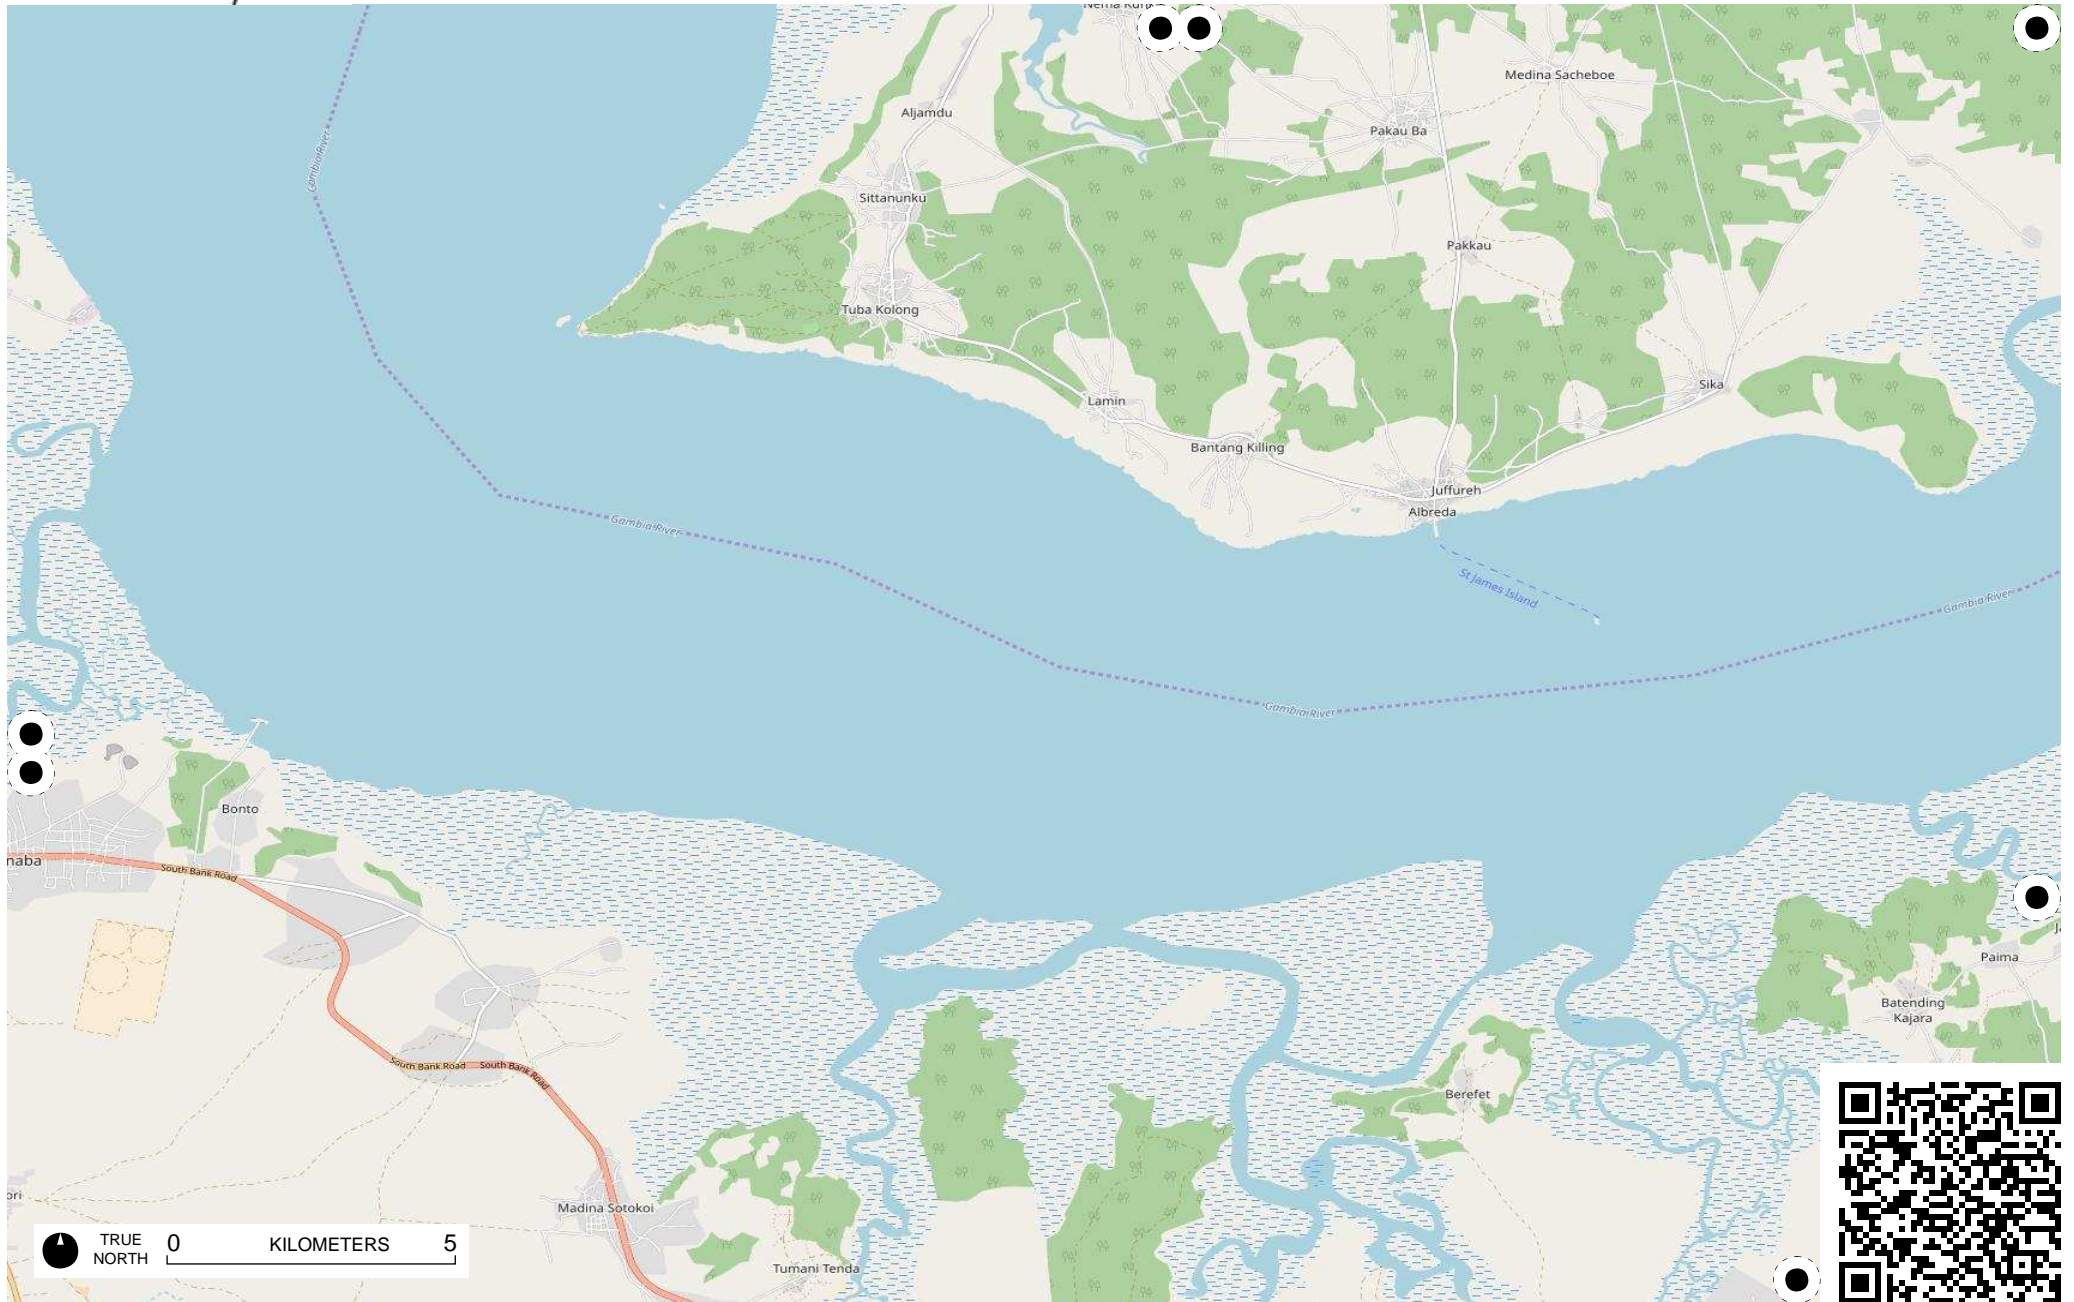 Aljamdu
Medina Sacheboe
Pakau Ba
Gambia River
Sittanunku
Pakkau
Tuba Kolong
Sika
Lamin
Bantang Killing
Juffureh
Albreda
Gambia River
St James Island
Gambia River
Gambia River
Bonto
naba
South Bank Road
Paima
Batending
Kajara
South Bank Road
South Bank Road
Berefet
ori
Madina Sotokoi
Tumani Tenda
TRUE
NORTH
0
KILOMETERS
5